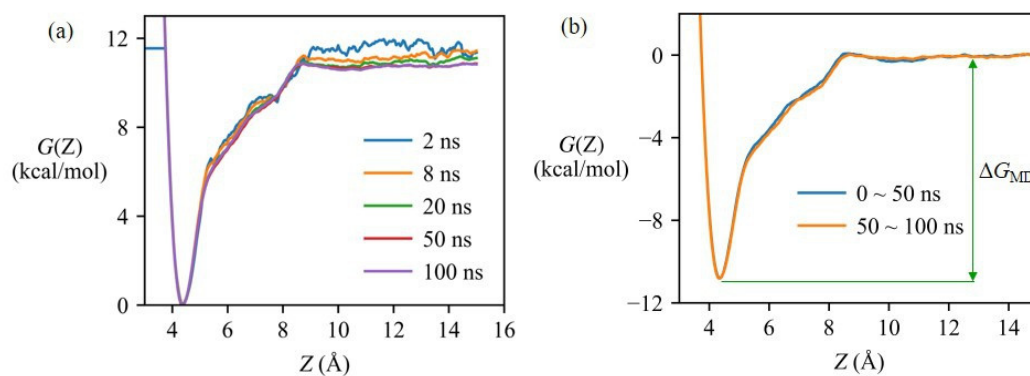 (a)
12
8
4
0
G(Z)
(kcal/mol)
2 ns
8 ns
20 ns
50 ns
100 ns
4 6 8 10 12 14 16
Z (Å)
(b)
0
−4
−8
−12
G(Z)
(kcal/mol)
0 ~ 50 ns
50 ~ 100 ns
ΔG_MD
4 6 8 10 12 14
Z (Å)